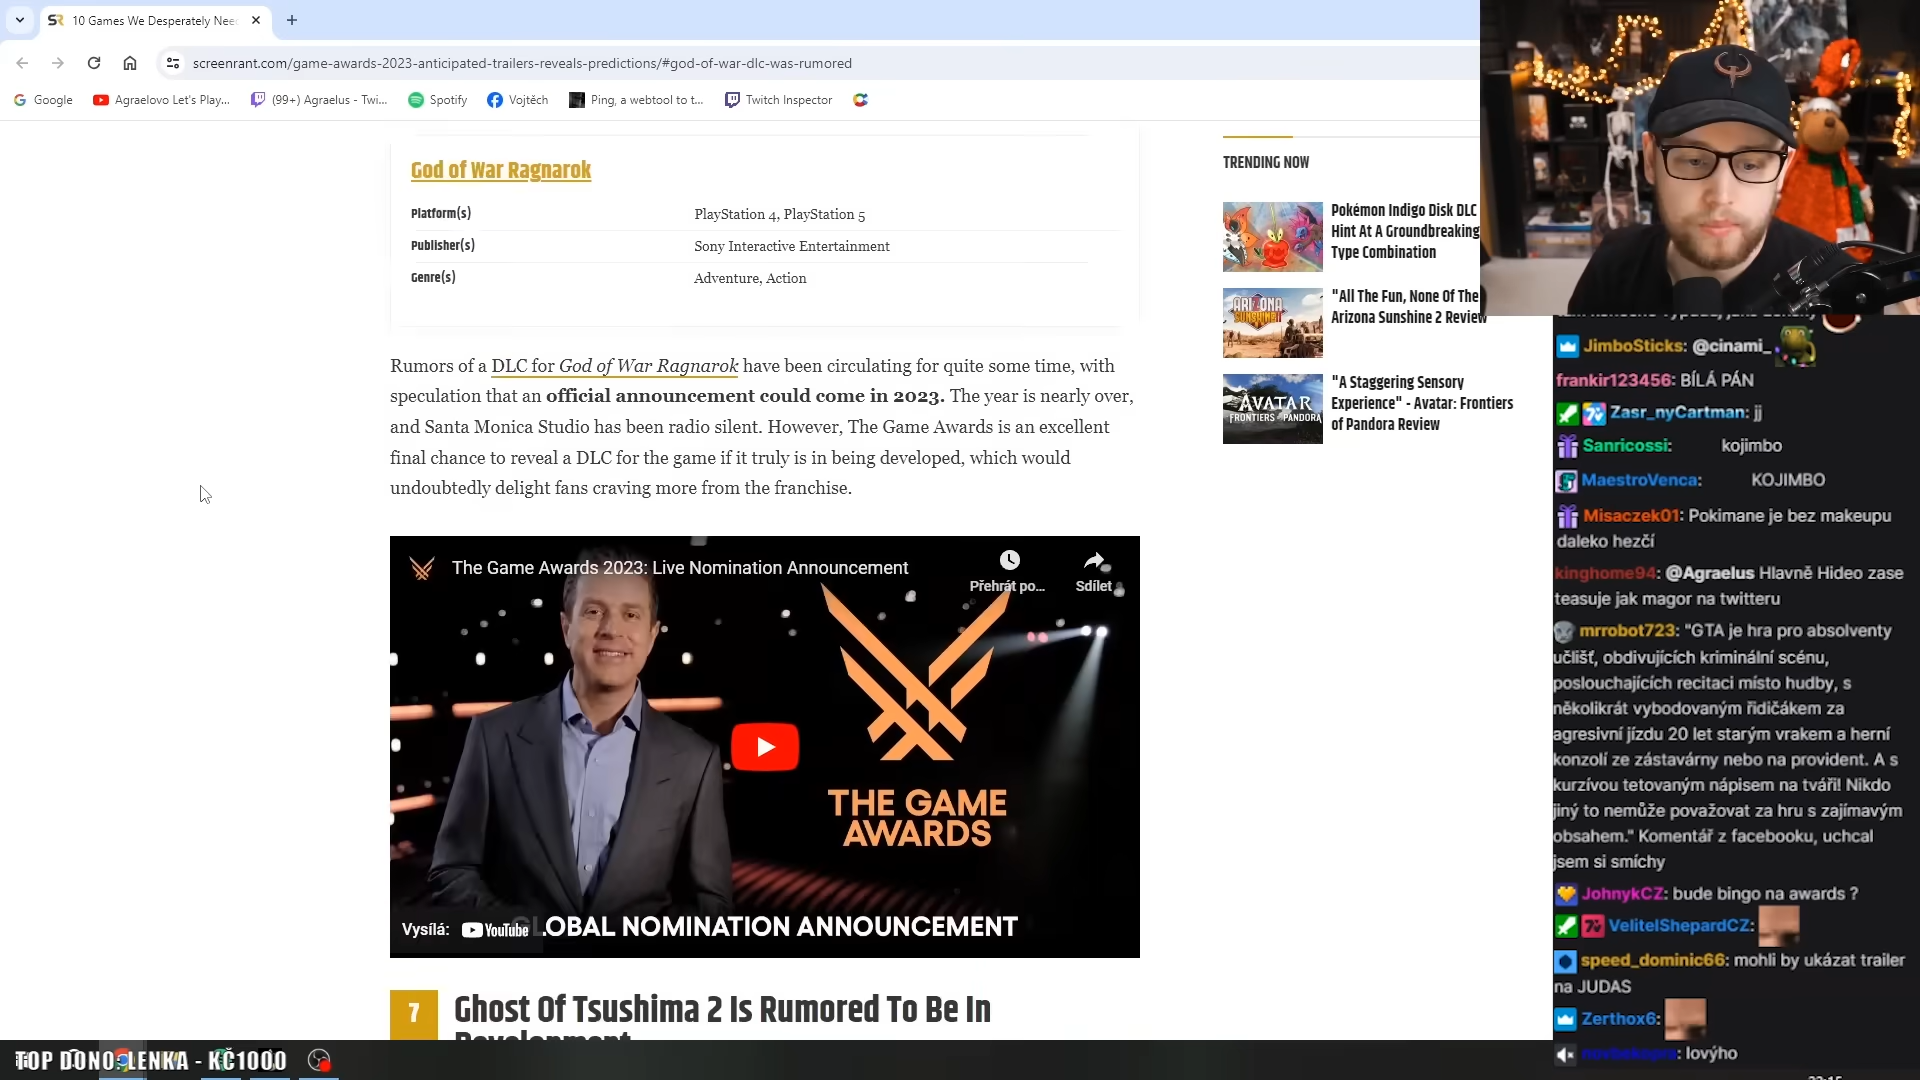 10 Games We Desperately Nee
screenrant.com/game-awards-2023-anticipated-trailers-reveals-predictions/#god-of-war-dlc-was-rumored
Google
Agraelovo Let's Play...
(99+) Agraelus - Twi...
Spotify
Vojtěch
Ping, a webtool to t...
Twitch Inspector
God of War Ragnarok
Platform(s)
PlayStation 4, PlayStation 5
Publisher(s)
Sony Interactive Entertainment
Genre(s)
Adventure, Action
Rumors of a DLC for God of War Ragnarok have been circulating for quite some time, with
speculation that an official announcement could come in 2023. The year is nearly over,
and Santa Monica Studio has been radio silent. However, The Game Awards is an excellent
final chance to reveal a DLC for the game if it truly is in being developed, which would
undoubtedly delight fans craving more from the franchise.
The Game Awards 2023: Live Nomination Announcement
Přehrát po...
Sdílet
THE GAME
AWARDS
LOBAL NOMINATION ANNOUNCEMENT
Vysílá:
YouTube
7
Ghost Of Tsushima 2 Is Rumored To Be In
Development
TRENDING NOW
Pokémon Indigo Disk DLC
Hint At A Groundbreaking
Type Combination
ARIZONA
SUNSHINE II
"All The Fun, None Of The
Arizona Sunshine 2 Review
AVATAR
FRONTIERS of PANDORA
"A Staggering Sensory
Experience" - Avatar: Frontiers
of Pandora Review
JimboSticks: @cinami_
frankir123456: BÍLÁ PÁN
Zasr_nyCartman: jj
Sanricossi: kojimbo
MaestroVenca: KOJIMBO
Misaczek01: Pokimane je bez makeupu
daleko hezčí
kinghome94: @Agraelus Hlavně Hideo zase
teasuje jak magor na twitteru
mrrobot723: "GTA je hra pro absolventy
učlišť, obdivujících kriminální scénu,
poslouchajících recitaci místo hudby, s
několikrát vybodovaným řidičákem za
agresivní jízdu 20 let starým vrakem a herní
konzolí ze zástavárny nebo na provident. A s
kurzívou tetovaným nápisem na tváři! Nikdo
jiný to nemůže považovat za hru s zajímavým
obsahem." Komentář z facebooku, uchcal
jsem si smíchy
JohnykCZ: bude bingo na awards ?
VelitelShepardCZ:
speed_dominic66: mohli by ukázat trailer
na JUDAS
Zerthox6:
lovýho
TOP DONO: LENKA - KČ1000